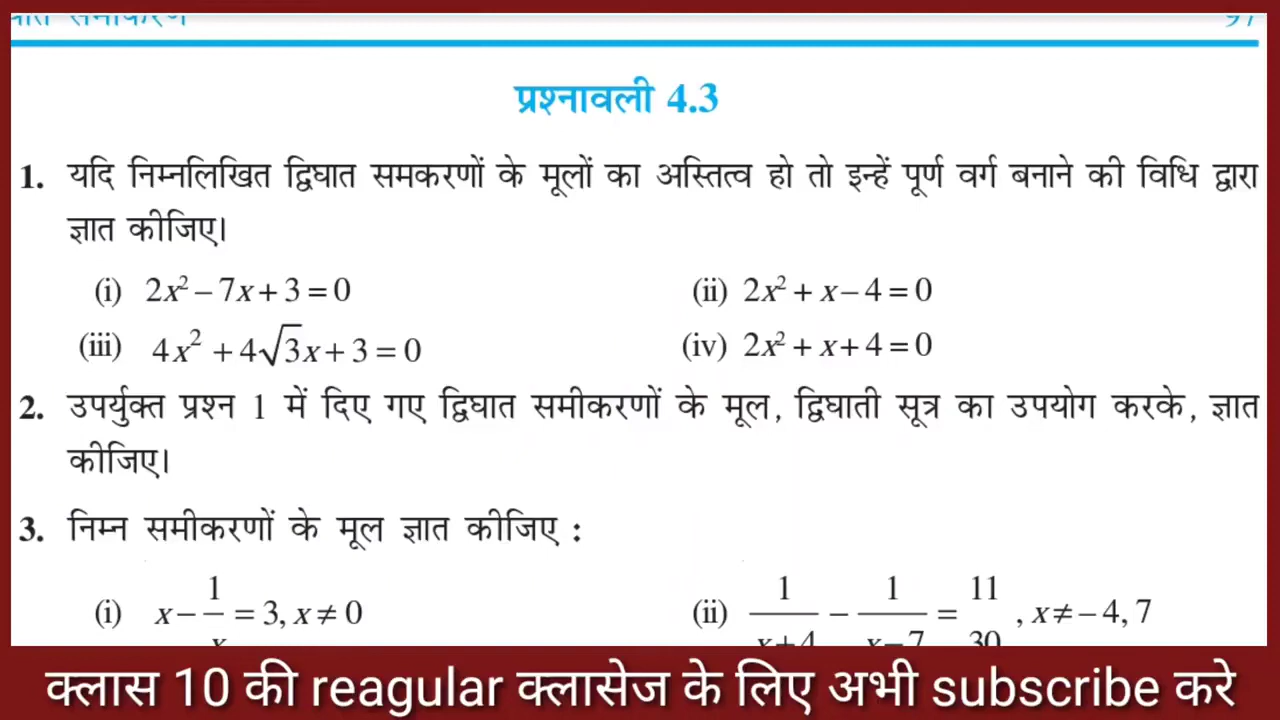 घात समीकरण 97
प्रश्नावली 4.3
1. यदि निम्नलिखित द्विघात समकरणों के मूलों का अस्तित्व हो तो इन्हें पूर्ण वर्ग बनाने की विधि द्वारा
ज्ञात कीजिए।
(i) 2x² – 7x + 3 = 0 (ii) 2x² + x – 4 = 0
(iii) 4x² + 4√3x + 3 = 0 (iv) 2x² + x + 4 = 0
2. उपर्युक्त प्रश्न 1 में दिए गए द्विघात समीकरणों के मूल, द्विघाती सूत्र का उपयोग करके, ज्ञात
कीजिए।
3. निम्न समीकरणों के मूल ज्ञात कीजिए :
(i) x – 1/x = 3, x ≠ 0 (ii) 1/(x+4) – 1/(x–7) = 11/30, x ≠ – 4, 7
क्लास 10 की reagular क्लासेज के लिए अभी subscribe करे